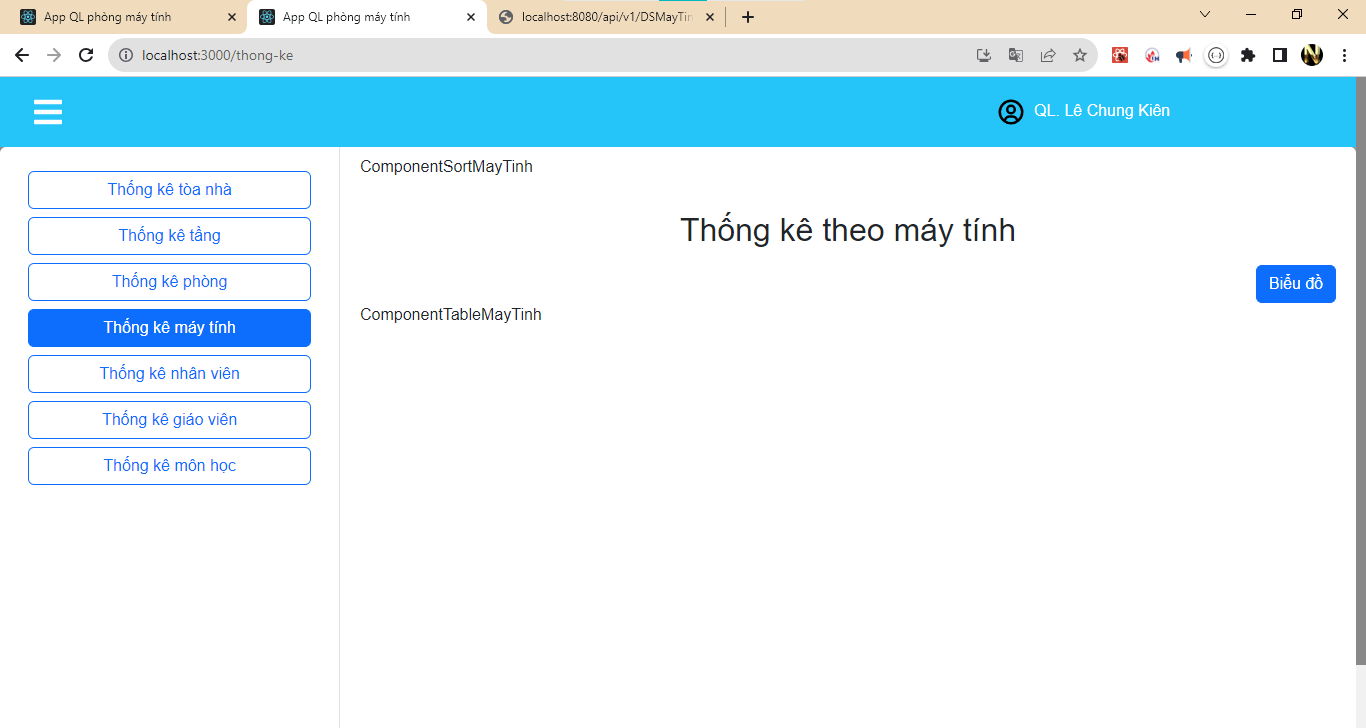 App QL phòng máy tính
App QL phòng máy tính
localhost:8080/api/v1/DSMayTin
localhost:3000/thong-ke
QL. Lê Chung Kiên
Thống kê tòa nhà
Thống kê tầng
Thống kê phòng
Thống kê máy tính
Thống kê nhân viên
Thống kê giáo viên
Thống kê môn học
ComponentSortMayTinh
Thống kê theo máy tính
Biểu đồ
ComponentTableMayTinh